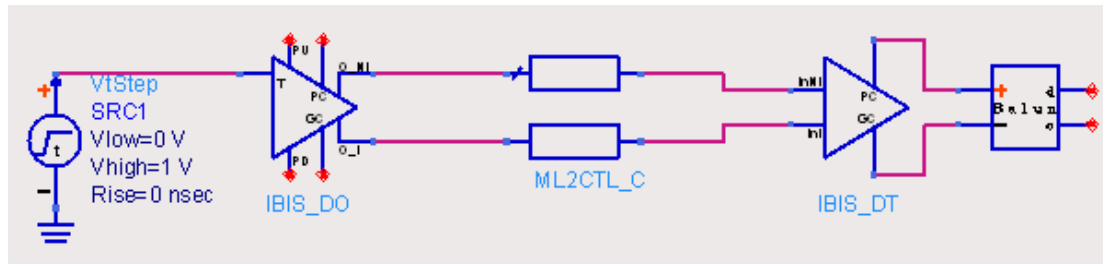 PU
O_NI
T
PC
GC
PD
O_I
IBIS_DO
+
VtStep
SRC1
Vlow=0 V
Vhigh=1 V
Rise=0 nsec
t
-
ML2CTL_C
InNI
InI
PC
GC
IBIS_DT
+
d
Balun
-
c